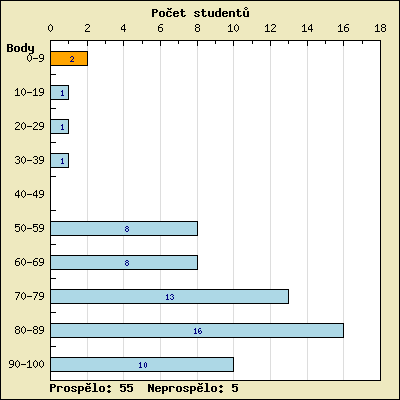 Počet studentů
0 2 4 6 8 10 12 14 16 18
Body
0-9 2
10-19 1
20-29 1
30-39 1
40-49
50-59 8
60-69 8
70-79 13
80-89 16
90-100 10
Prospělo: 55 Neprospělo: 5